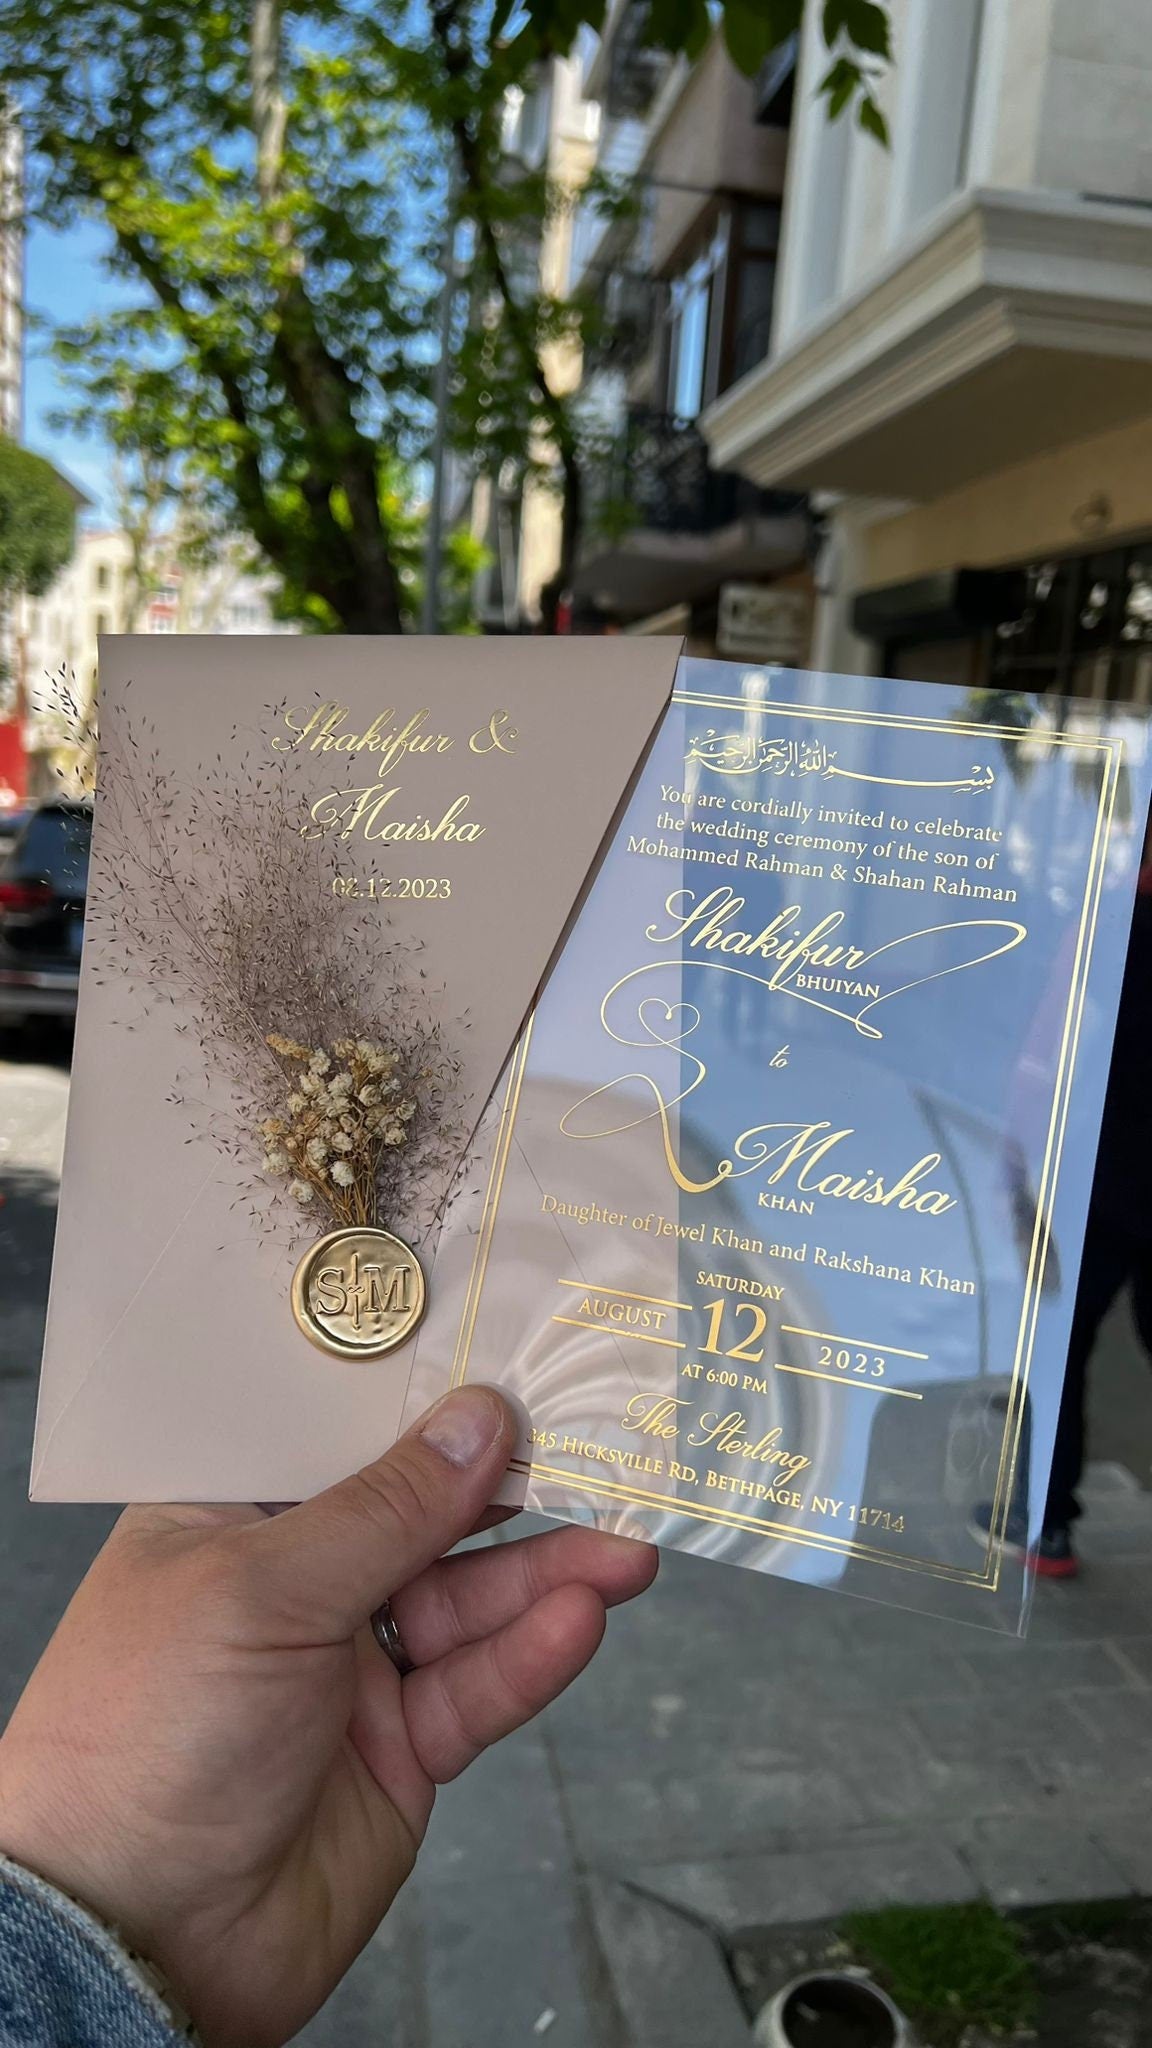 Shakifur &
Maisha
08.12.2023
S M
بسم الله الرحمن الرحيم
You are cordially invited to celebrate
the wedding ceremony of the son of
Mohammed Rahman & Shahan Rahman
Shakifur
BHUIYAN
to
Maisha
KHAN
Daughter of Jewel Khan and Rakshana Khan
SATURDAY
AUGUST 12 2023
AT 6:00 PM
The Sterling
345 HICKSVILLE RD, BETHPAGE, NY 11714